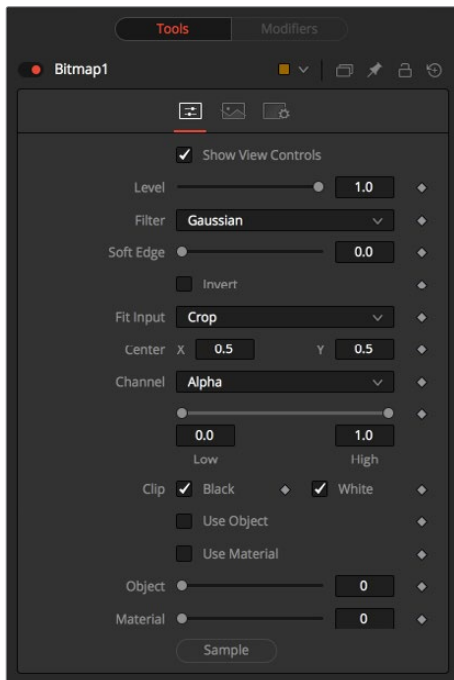 Tools Modifiers
Bitmap1
Show View Controls
Level 1.0
Filter Gaussian
Soft Edge 0.0
Invert
Fit Input Crop
Center X 0.5 Y 0.5
Channel Alpha
0.0 1.0
Low High
Clip Black White
Use Object
Use Material
Object 0
Material 0
Sample